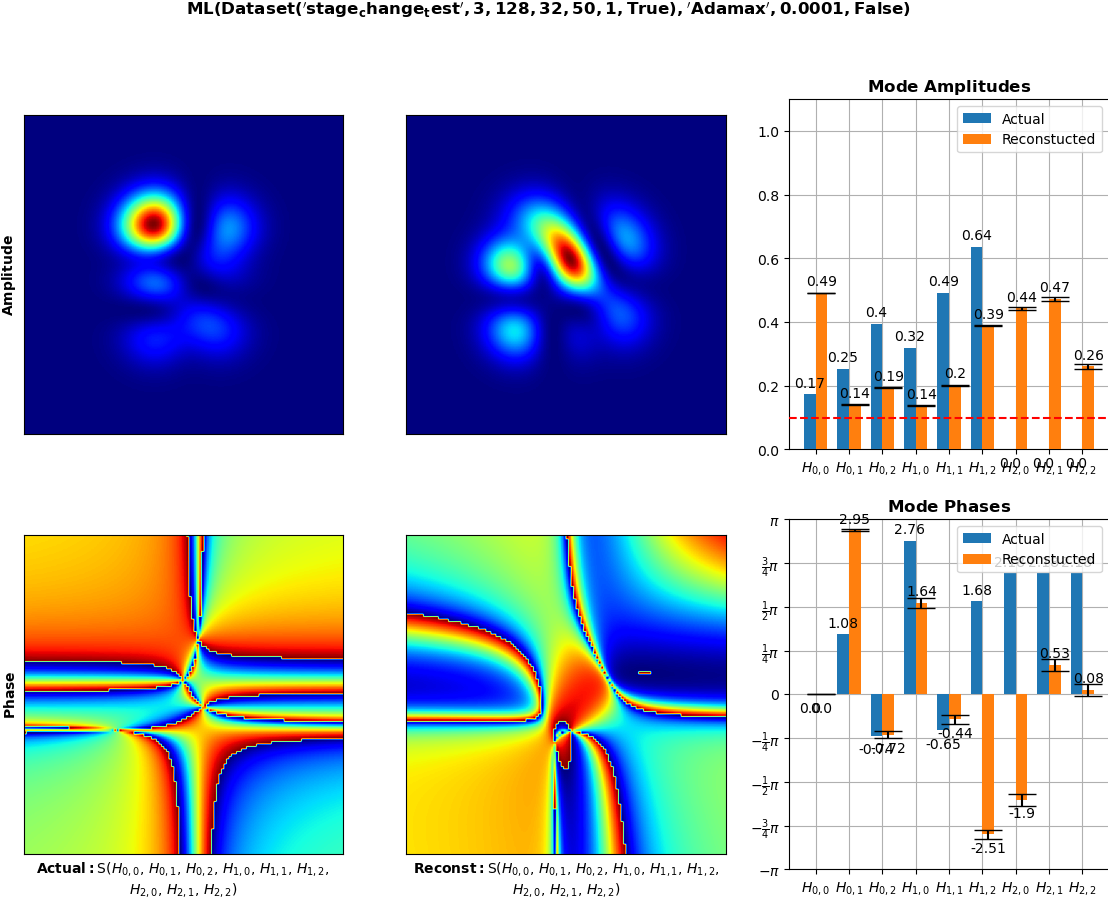 ML(Dataset('stage_change_test', 3, 128, 32, 50, 1, True), 'Adamax', 0.0001, False)
Amplitude
Mode Amplitudes
Actual
Reconstucted
1.0
0.8
0.6
0.4
0.2
0.0
0.17
0.49
0.25
0.14
0.4
0.19
0.32
0.14
0.49
0.2
0.64
0.39
0.44
0.47
0.26
0.0
0.0
0.0
H0,0 H0,1 H0,2 H1,0 H1,1 H1,2 H2,0 H2,1 H2,2
Phase
Mode Phases
Actual
Reconstucted
π
3/4π
1/2π
1/4π
0
−1/4π
−1/2π
−3/4π
−π
0.0
0.0
1.08
2.95
-0.74
-0.72
2.76
1.64
-0.65
-0.44
1.68
-2.51
-1.9
0.53
0.08
H0,0 H0,1 H0,2 H1,0 H1,1 H1,2 H2,0 H2,1 H2,2
Actual: S(H0,0, H0,1, H0,2, H1,0, H1,1, H1,2,
H2,0, H2,1, H2,2)
Reconst: S(H0,0, H0,1, H0,2, H1,0, H1,1, H1,2,
H2,0, H2,1, H2,2)